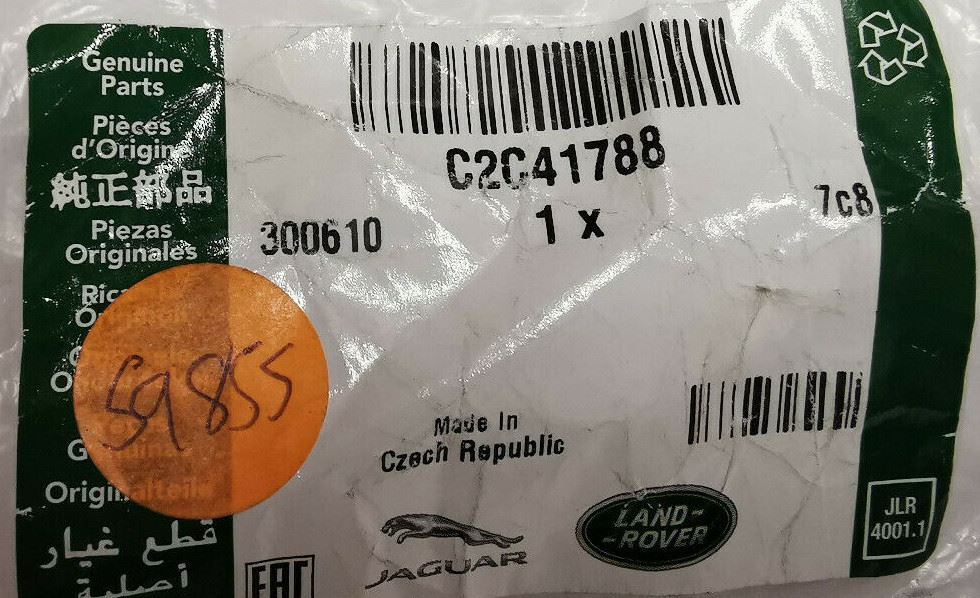 Genuine
Parts
Pièces
d'Origine
純正部品
Piezas
Originales
Originalteile
قطع غيار
أصلية
C2C41788
1 x
300610
7c8
59855
Made In
Czech Republic
JAGUAR
LAND-
-ROVER
EAC
JLR
4001.1